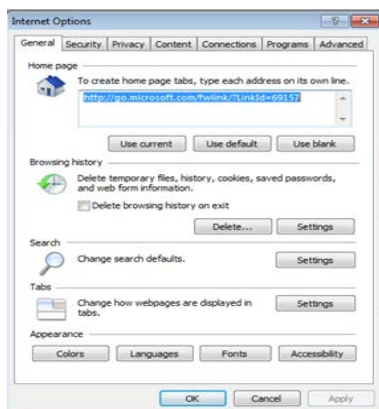 Internet Options
General Security Privacy Content Connections Programs Advanced
Home page
To create home page tabs, type each address on its own line.
http://go.microsoft.com/fwlink/?LinkId=69157
Use current Use default Use blank
Browsing history
Delete temporary files, history, cookies, saved passwords,
and web form information.
Delete browsing history on exit
Delete... Settings
Search
Change search defaults. Settings
Tabs
Change how webpages are displayed in Settings
tabs.
Appearance
Colors Languages Fonts Accessibility
OK Cancel Apply